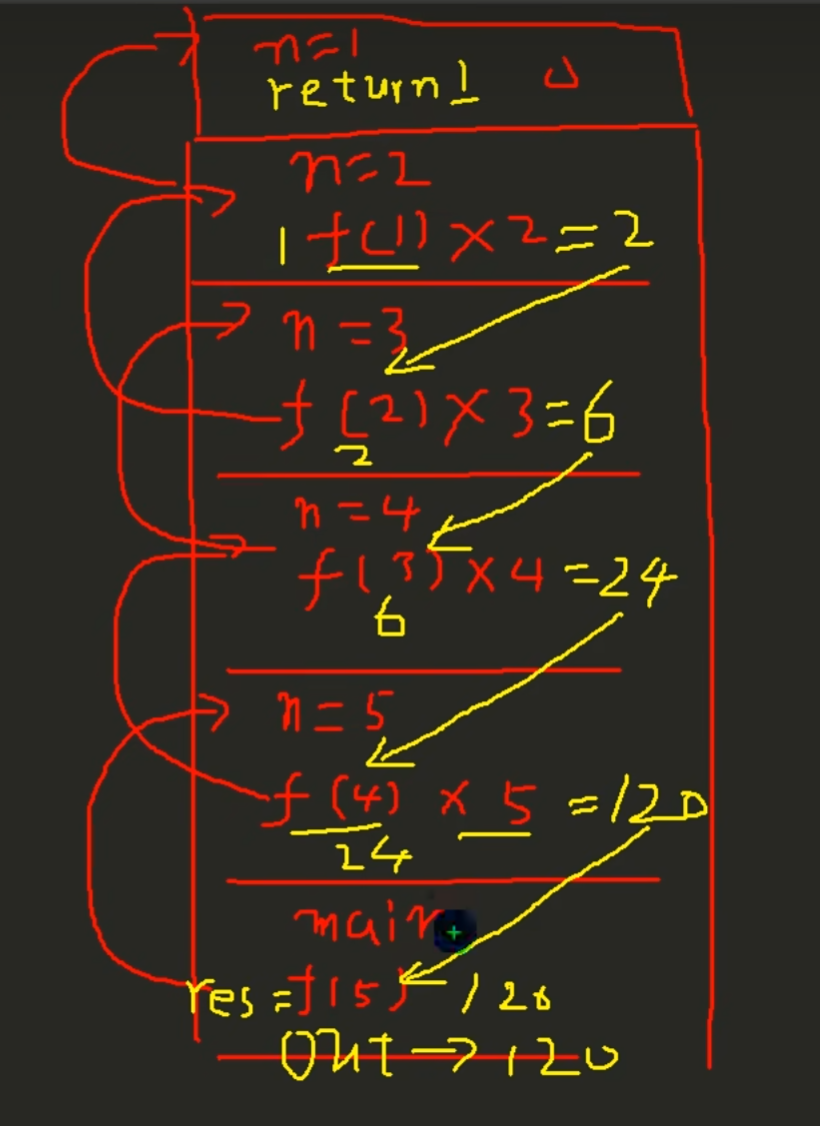 n=1
return 1
n=2
1 f(1) × 2 = 2
n=3
f(2) × 3 = 6
2
n=4
f(3) × 4 = 24
6
n=5
f(4) × 5 = 120
24
main
res = f(5) 120
out → 120